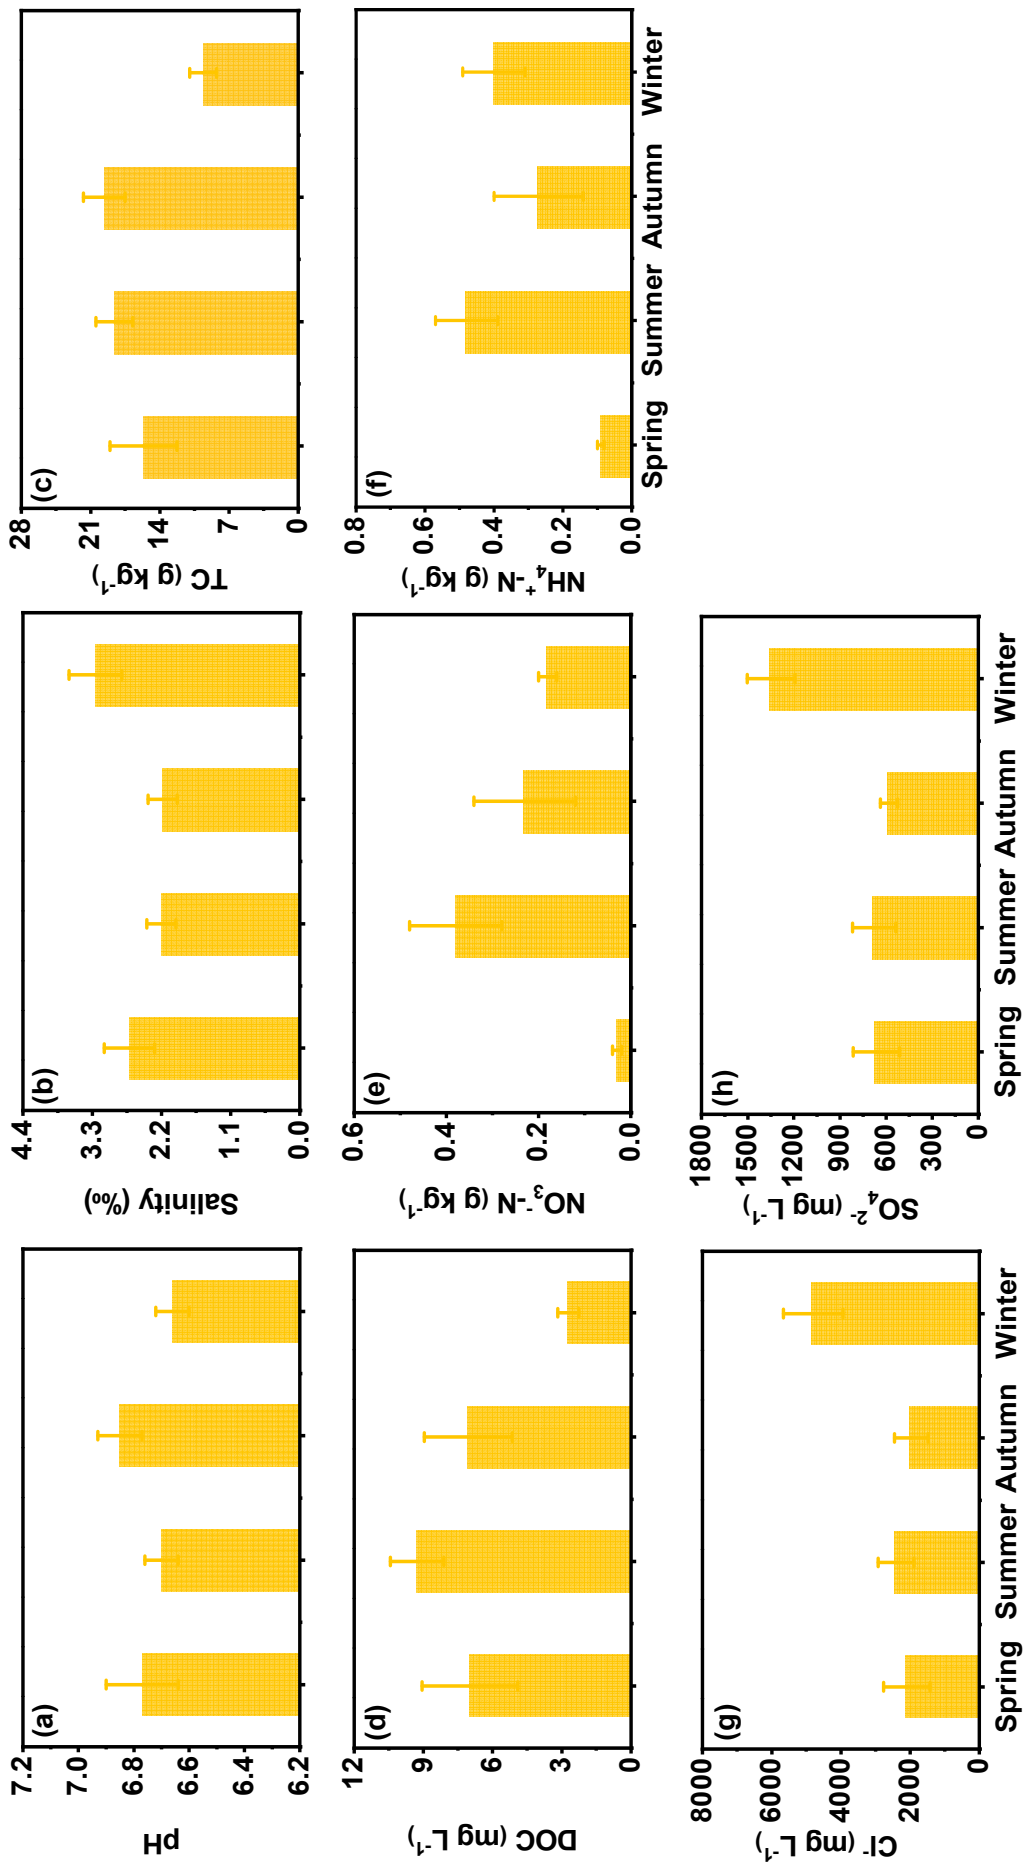 (a)
pH
7.2
7.0
6.8
6.6
6.4
6.2
(b)
Salinity (‰)
4.4
3.3
2.2
1.1
0.0
(c)
TC (g kg⁻¹)
28
21
14
7
0
(d)
DOC (mg L⁻¹)
12
9
6
3
0
(e)
NO₃⁻-N (g kg⁻¹)
0.6
0.4
0.2
0.0
(f)
NH₄⁺-N (g kg⁻¹)
0.8
0.6
0.4
0.2
0.0
Spring Summer Autumn Winter
(g)
Cl⁻ (mg L⁻¹)
8000
6000
4000
2000
0
Spring Summer Autumn Winter
(h)
SO₄²⁻ (mg L⁻¹)
1800
1500
1200
900
600
300
0
Spring Summer Autumn Winter